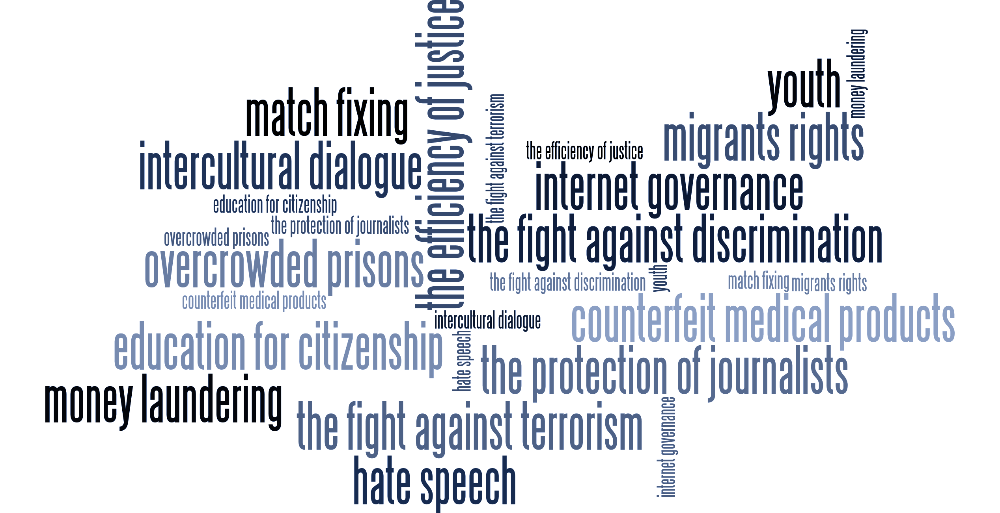 the efficiency of justice
money laundering
youth
match fixing
the fight against terrorism
migrants rights
intercultural dialogue
the efficiency of justice
internet governance
education for citizenship
the protection of journalists
the fight against discrimination
overcrowded prisons
overcrowded prisons
the fight against discrimination
youth
match fixing
migrants rights
counterfeit medical products
counterfeit medical products
intercultural dialogue
education for citizenship
hate speech
the protection of journalists
money laundering
the fight against terrorism
internet governance
hate speech